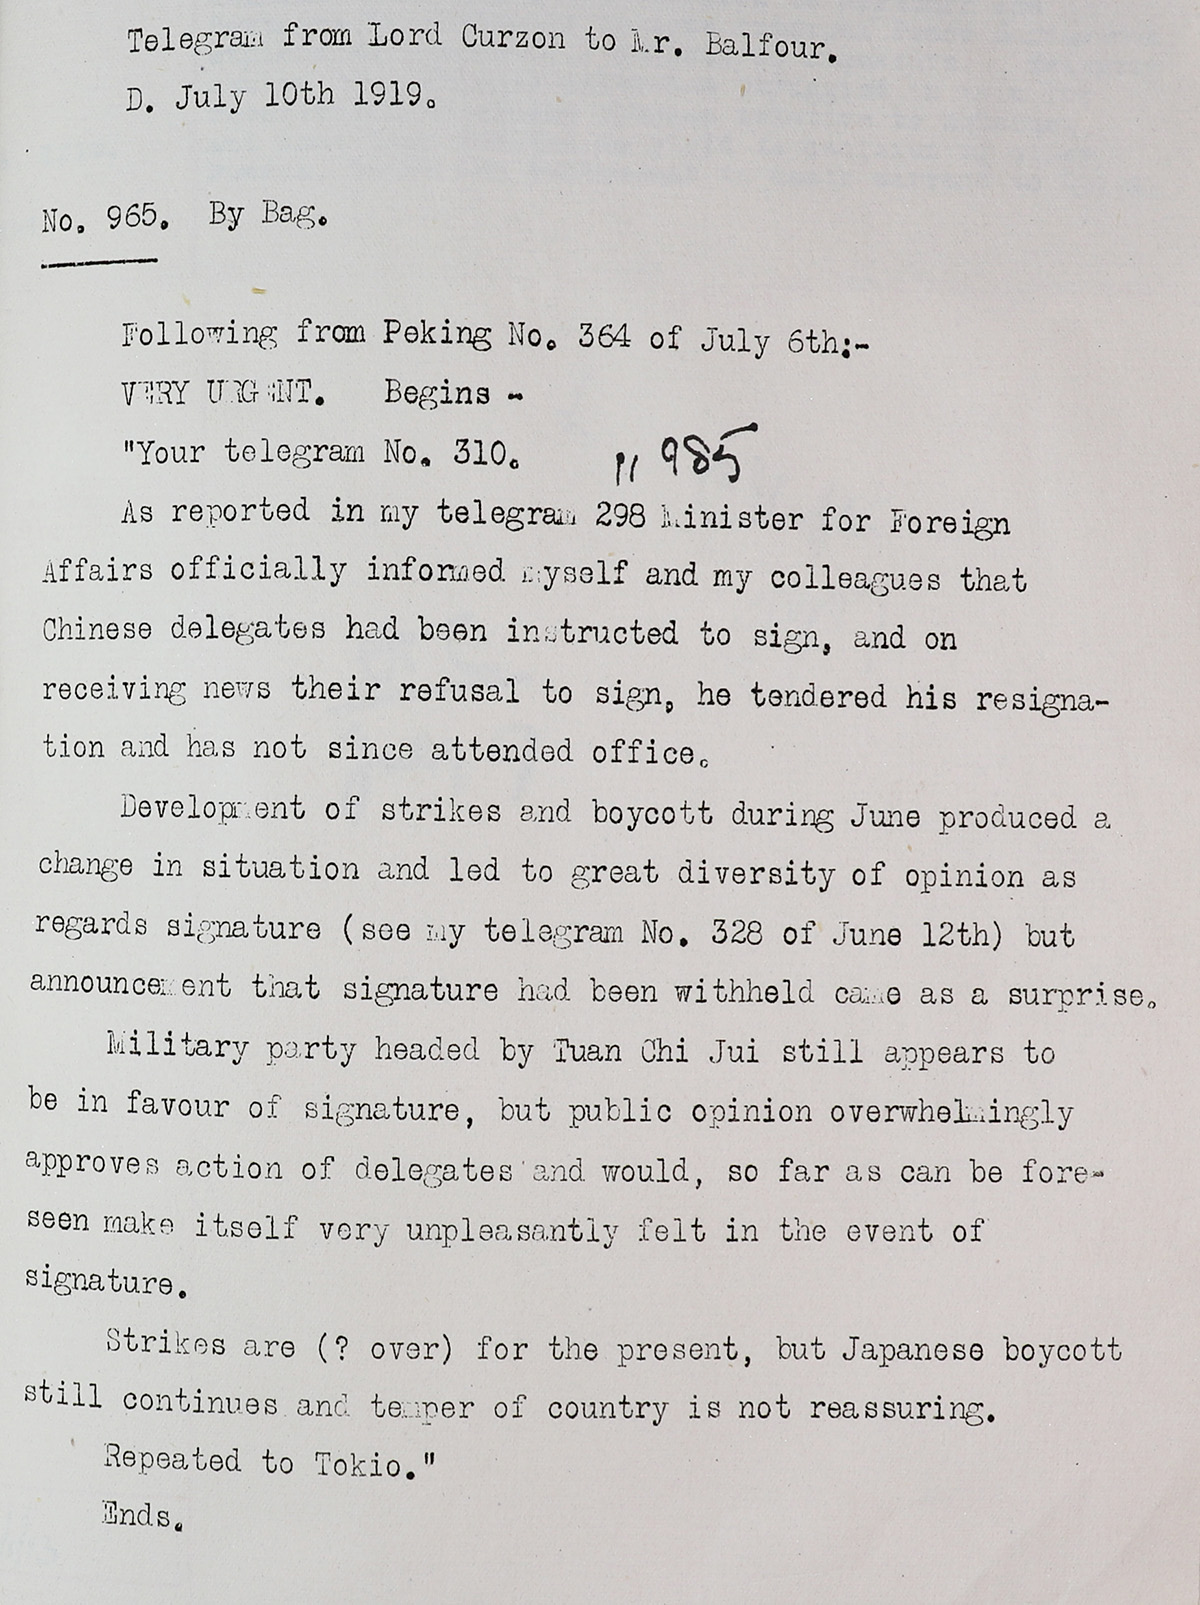 Telegram from Lord Curzon to Mr. Balfour.
D. July 10th 1919.
No. 965. By Bag.
Following from Peking No. 364 of July 6th:-
VERY URGENT. Begins -
"Your telegram No. 310.
985
As reported in my telegram 298 Minister for Foreign
Affairs officially informed myself and my colleagues that
Chinese delegates had been instructed to sign, and on
receiving news their refusal to sign, he tendered his resigna-
tion and has not since attended office.
Development of strikes and boycott during June produced a
change in situation and led to great diversity of opinion as
regards signature (see my telegram No. 328 of June 12th) but
announcement that signature had been withheld came as a surprise.
Military party headed by Tuan Chi Jui still appears to
be in favour of signature, but public opinion overwhelmingly
approves action of delegates and would, so far as can be fore-
seen make itself very unpleasantly felt in the event of
signature.
Strikes are (? over) for the present, but Japanese boycott
still continues and temper of country is not reassuring.
Repeated to Tokio."
Ends.